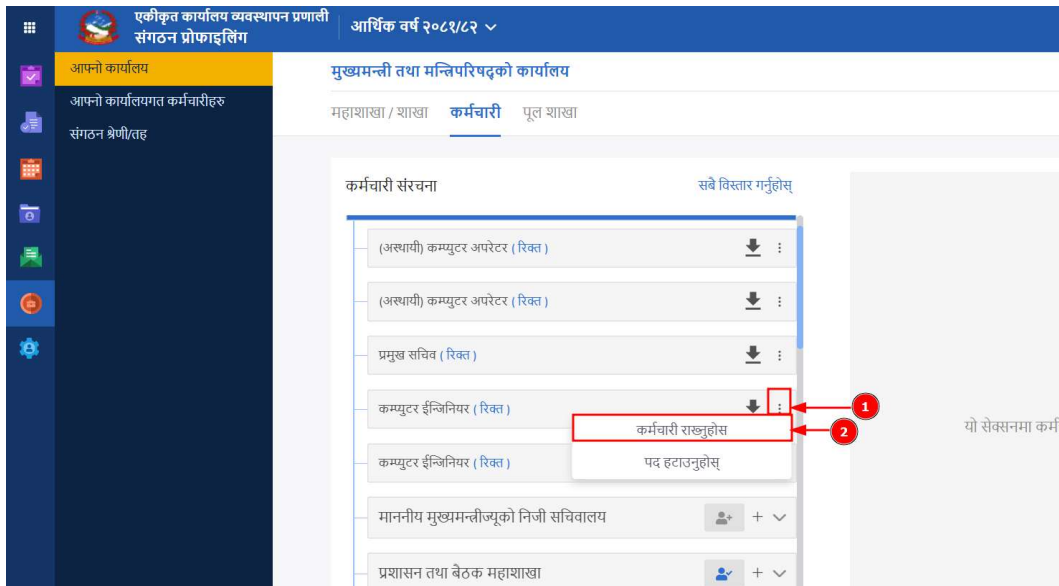 एकीकृत कार्यालय व्यवस्थापन प्रणाली
संगठन प्रोफाइलिंग
आर्थिक वर्ष २०८१/८२
आफ्नो कार्यालय
आफ्नो कार्यालयगत कर्मचारीहरु
संगठन श्रेणी/तह
मुख्यमन्त्री तथा मन्त्रिपरिषद्को कार्यालय
महाशाखा / शाखा कर्मचारी पूल शाखा
कर्मचारी संरचना सबै विस्तार गर्नुहोस्
(अस्थायी) कम्प्युटर अपरेटर ( रिक्त )
(अस्थायी) कम्प्युटर अपरेटर ( रिक्त )
प्रमुख सचिव ( रिक्त )
कम्प्युटर ईन्जिनियर ( रिक्त )
1
कर्मचारी राख्नुहोस
2
यो सेक्सनमा कर्म
कम्प्युटर ईन्जिनियर ( रिक्त )
पद हटाउनुहोस्
माननीय मुख्यमन्त्रीज्यूको निजी सचिवालय
प्रशासन तथा बैठक महाशाखा